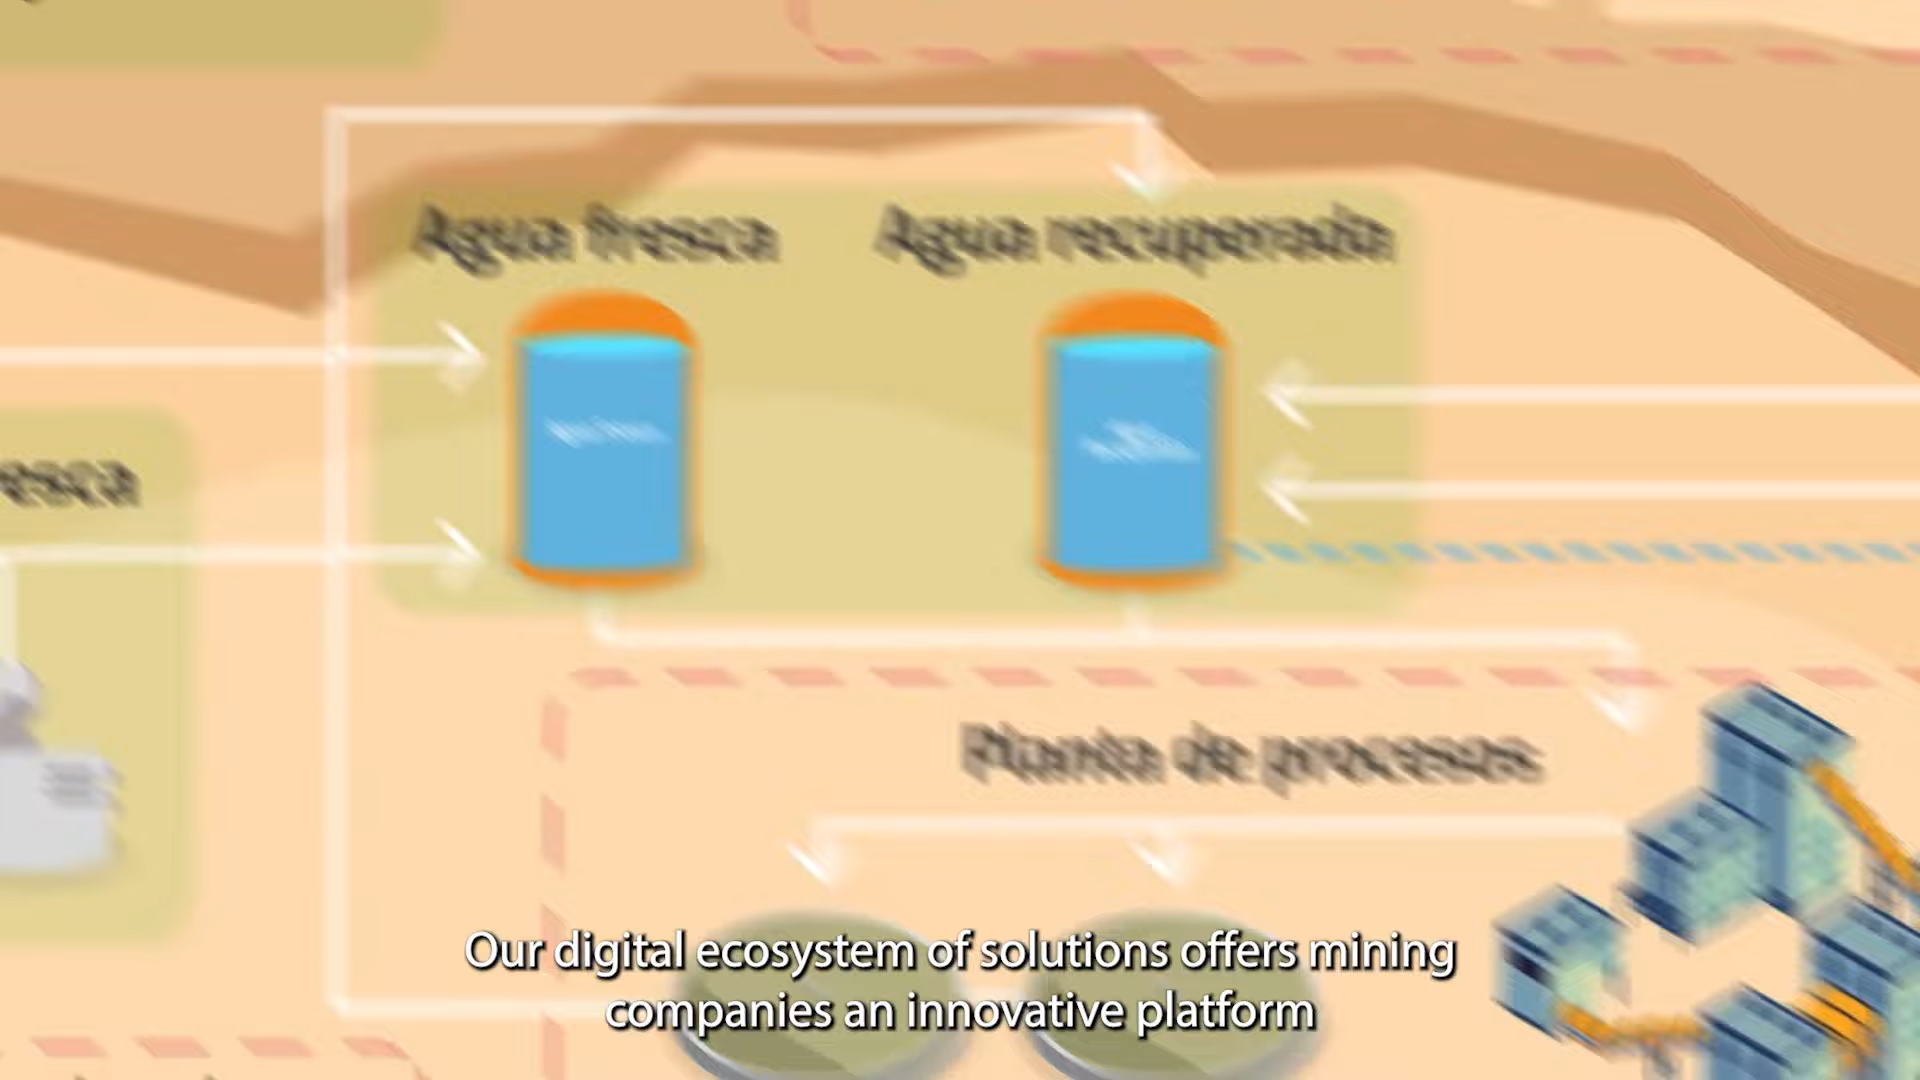 Agua fresca
Agua recuperada
esca
Planta de procesos
Our digital ecosystem of solutions offers mining
companies an innovative platform